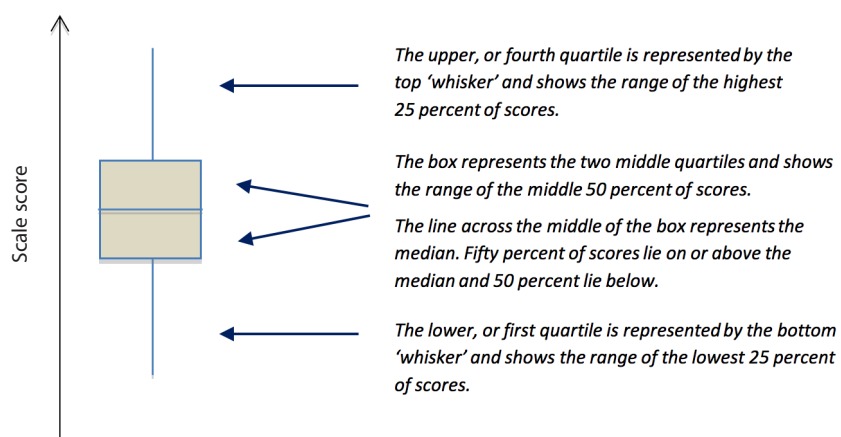 Scale score
The upper, or fourth quartile is represented by the
top ‘whisker’ and shows the range of the highest
25 percent of scores.
The box represents the two middle quartiles and shows
the range of the middle 50 percent of scores.
The line across the middle of the box represents the
median. Fifty percent of scores lie on or above the
median and 50 percent lie below.
The lower, or first quartile is represented by the bottom
‘whisker’ and shows the range of the lowest 25 percent
of scores.